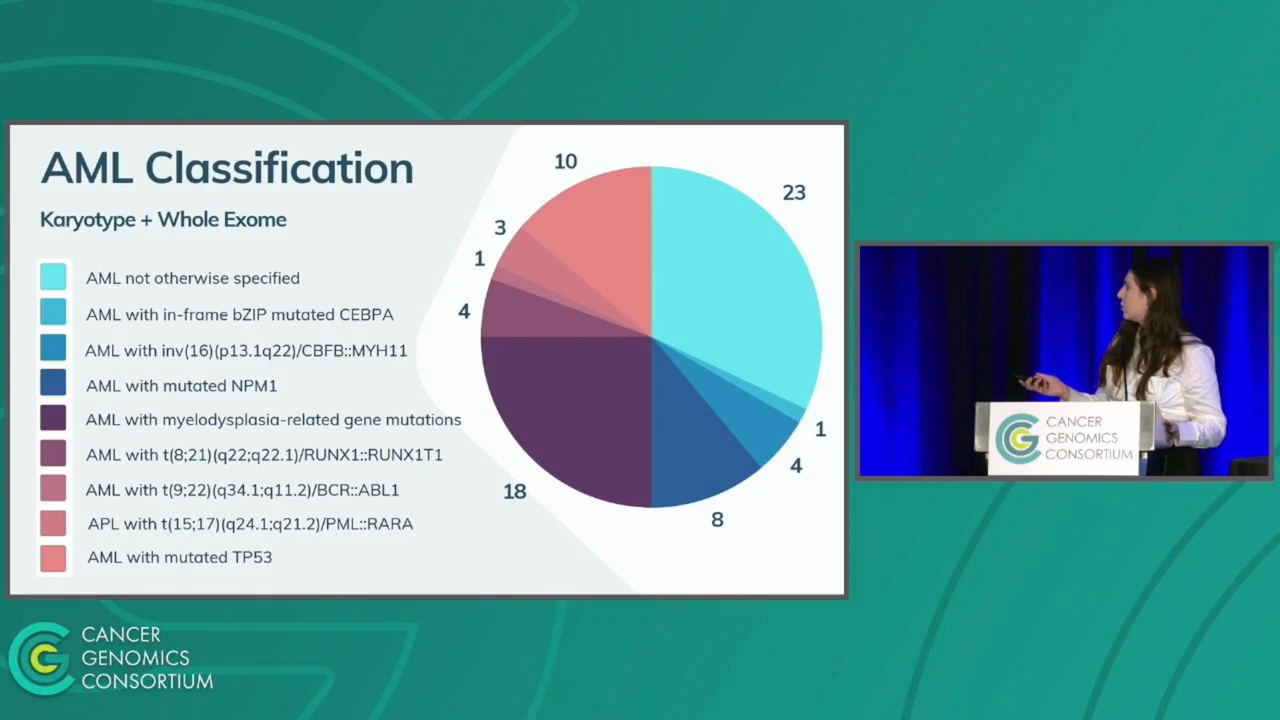 AML Classification
Karyotype + Whole Exome
AML not otherwise specified
AML with in-frame bZIP mutated CEBPA
AML with inv(16)(p13.1q22)/CBFB::MYH11
AML with mutated NPM1
AML with myelodysplasia-related gene mutations
AML with t(8;21)(q22;q22.1)/RUNX1::RUNX1T1
AML with t(9;22)(q34.1;q11.2)/BCR::ABL1
APL with t(15;17)(q24.1;q21.2)/PML::RARA
AML with mutated TP53
10
23
3
1
4
1
4
18
8
CANCER
GENOMICS
CONSORTIUM
CANCER
GENOMICS
CONSORTIUM